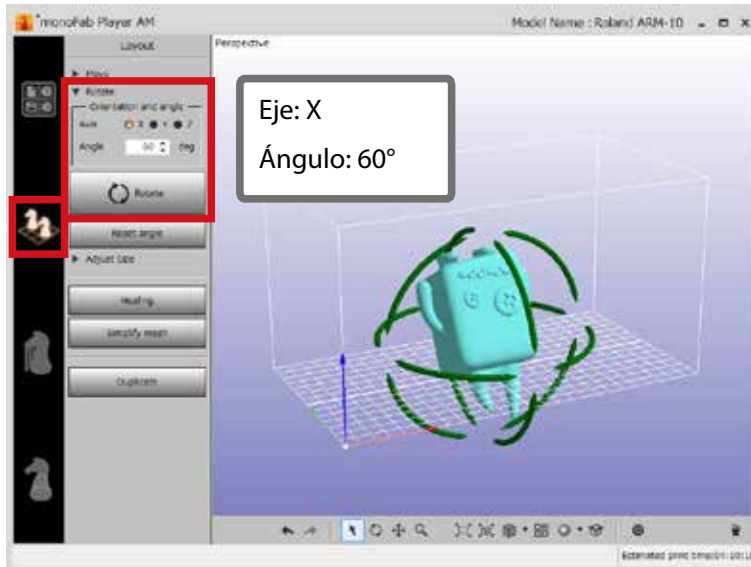 monoFab Player AM
Model Name : Roland ARM-10
Layout
Perspective
Move
Rotate
Orientation and angle
Axis X Y Z
Angle 60 deg
Rotate
Reset angle
Adjust size
Healing
Simplify mesh
Duplicate
Eje: X
Ángulo: 60°
Estimated print time: